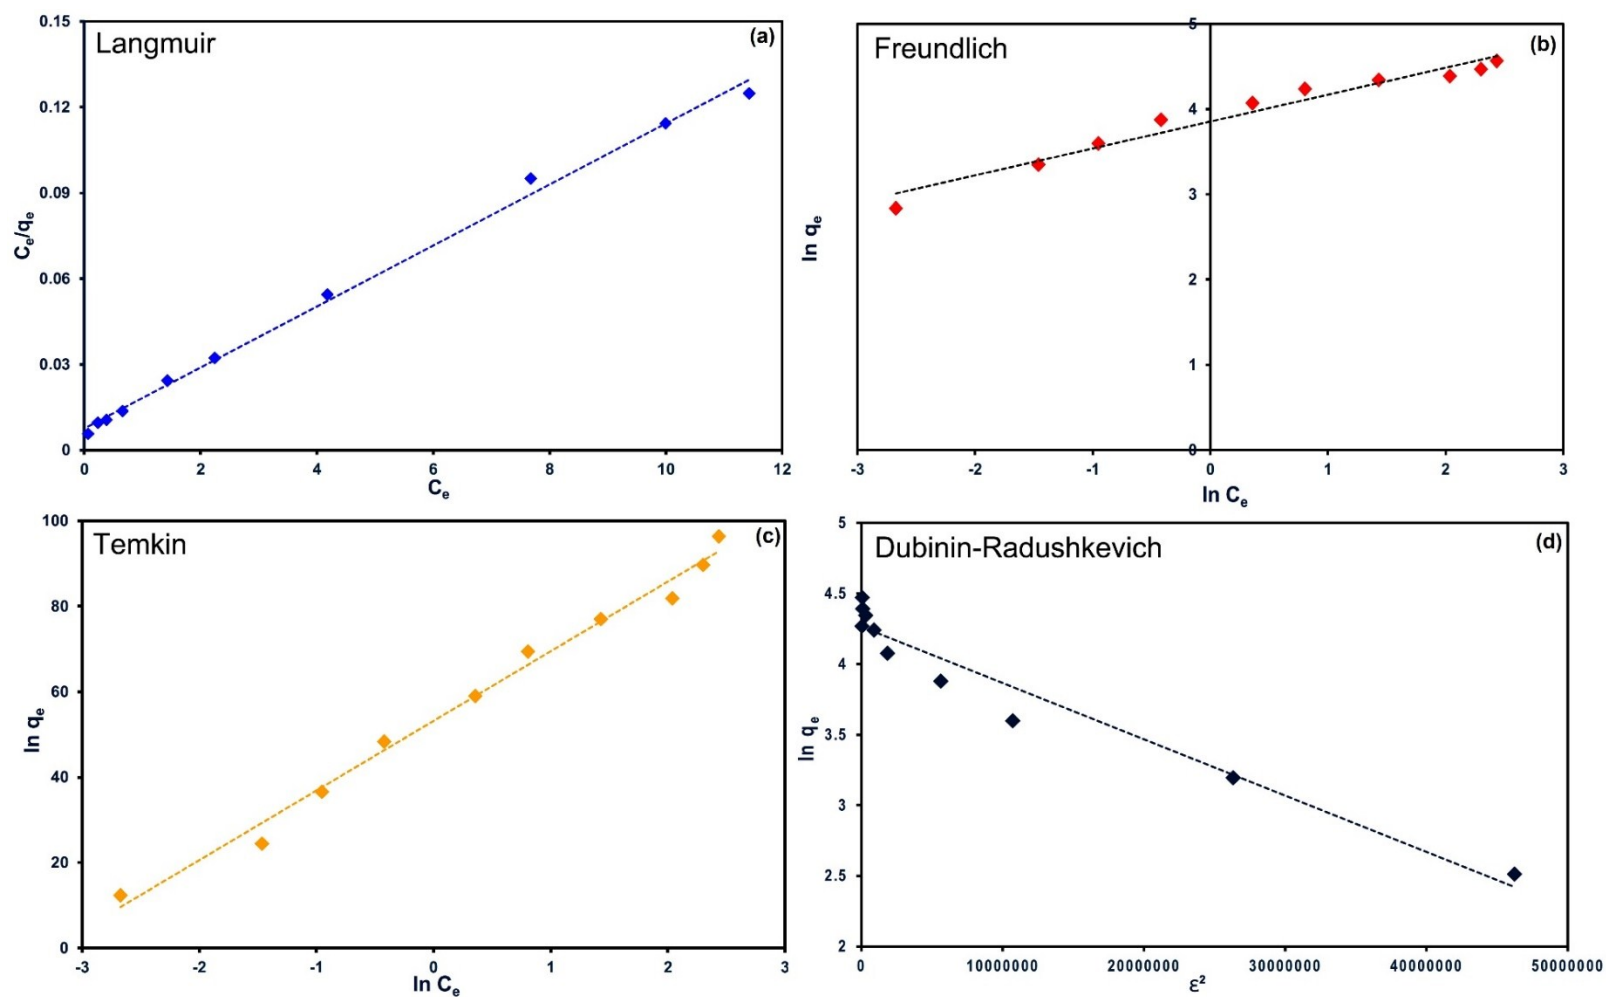 Langmuir
(a)
0.15
0.12
0.09
0.06
0.03
0
Cₑ/qₑ
0 2 4 6 8 10 12
Cₑ
Freundlich
(b)
5
4
3
2
1
0
ln qₑ
-3 -2 -1 0 1 2 3
ln Cₑ
Temkin
(c)
100
80
60
40
20
0
ln qₑ
-3 -2 -1 0 1 2 3
ln Cₑ
Dubinin-Radushkevich
(d)
5
4.5
4
3.5
3
2.5
2
ln qₑ
0 10000000 20000000 30000000 40000000 50000000
ε²